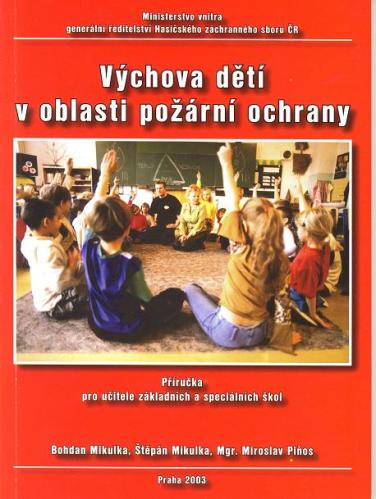 Ministerstvo vnitra
generální ředitelství Hasičského záchranného sboru ČR
Výchova dětí
v oblasti požární ochrany
Příručka
pro učitele základních a speciálních škol
Bohdan Mikulka, Štěpán Mikulka, Mgr. Miroslav Píňos
Praha 2003